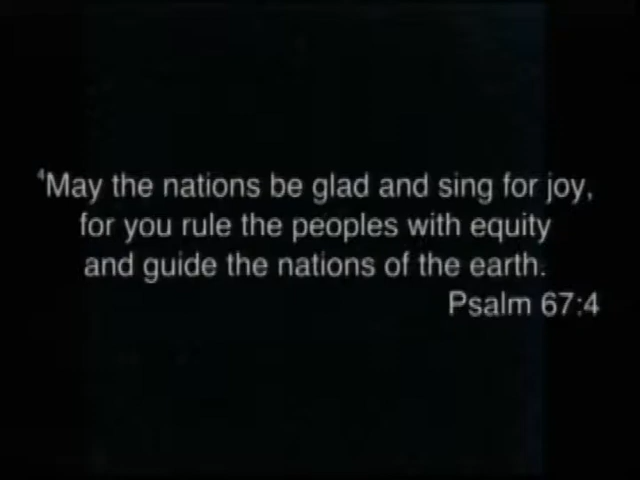 ⁴May the nations be glad and sing for joy,
for you rule the peoples with equity
and guide the nations of the earth.
Psalm 67:4